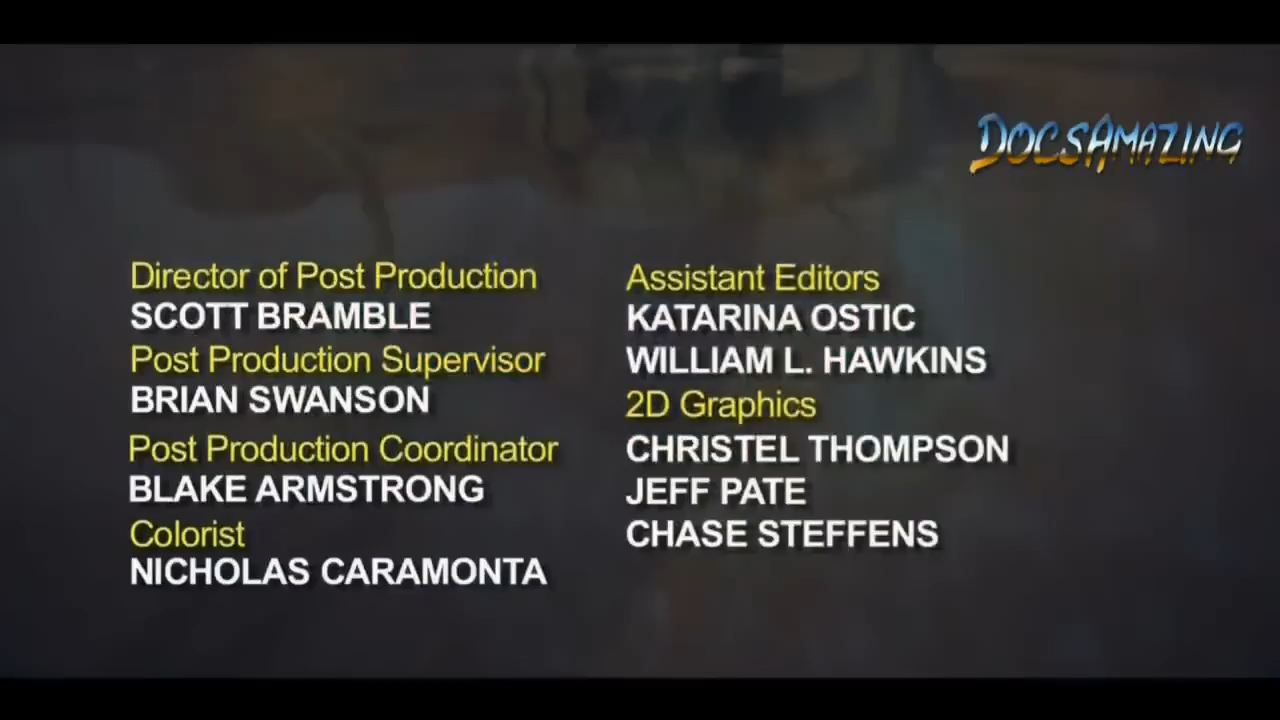 DOCSAMAZING
Director of Post Production
SCOTT BRAMBLE
Post Production Supervisor
BRIAN SWANSON
Post Production Coordinator
BLAKE ARMSTRONG
Colorist
NICHOLAS CARAMONTA
Assistant Editors
KATARINA OSTIC
WILLIAM L. HAWKINS
2D Graphics
CHRISTEL THOMPSON
JEFF PATE
CHASE STEFFENS